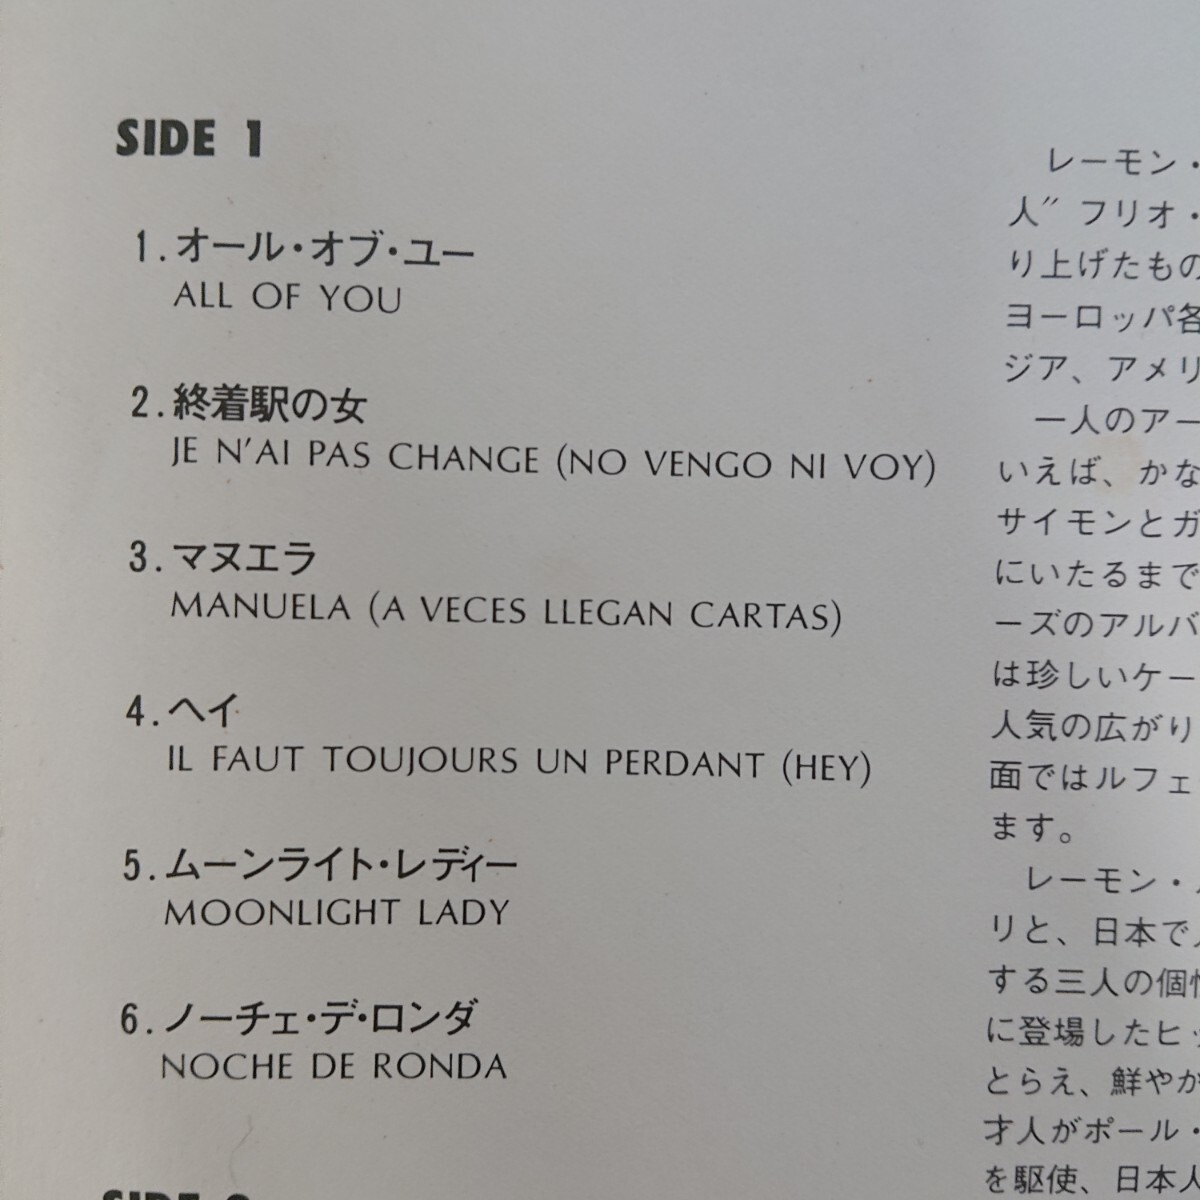 SIDE 1
1.オール・オブ・ユー
ALL OF YOU
2.終着駅の女
JE N'AI PAS CHANGE (NO VENGO NI VOY)
3.マヌエラ
MANUELA (A VECES LLEGAN CARTAS)
4.ヘイ
IL FAUT TOUJOURS UN PERDANT (HEY)
5.ムーンライト・レディー
MOONLIGHT LADY
6.ノーチェ・デ・ロンダ
NOCHE DE RONDA
レーモン・
人” フリオ・
り上げたもの
ヨーロッパ各
ジア、アメリ
一人のアー
いえば、かな
サイモンとガ
にいたるまで
ーズのアルバ
は珍しいケー
人気の広がり
面ではルフェ
ます。
レーモン・
リと、日本で
する三人の個性
に登場したヒッ
とらえ、鮮やか
才人がポール・
を駆使、日本人